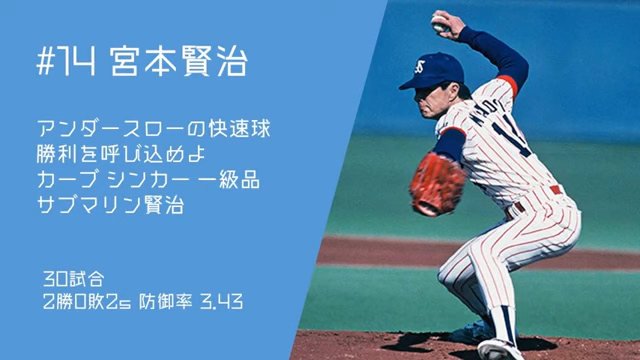 #14 宮本賢治
アンダースローの快速球
勝利を呼び込めよ
カーブ シンカー 一級品
サブマリン賢治
30試合
2勝0敗2s 防御率 3.43